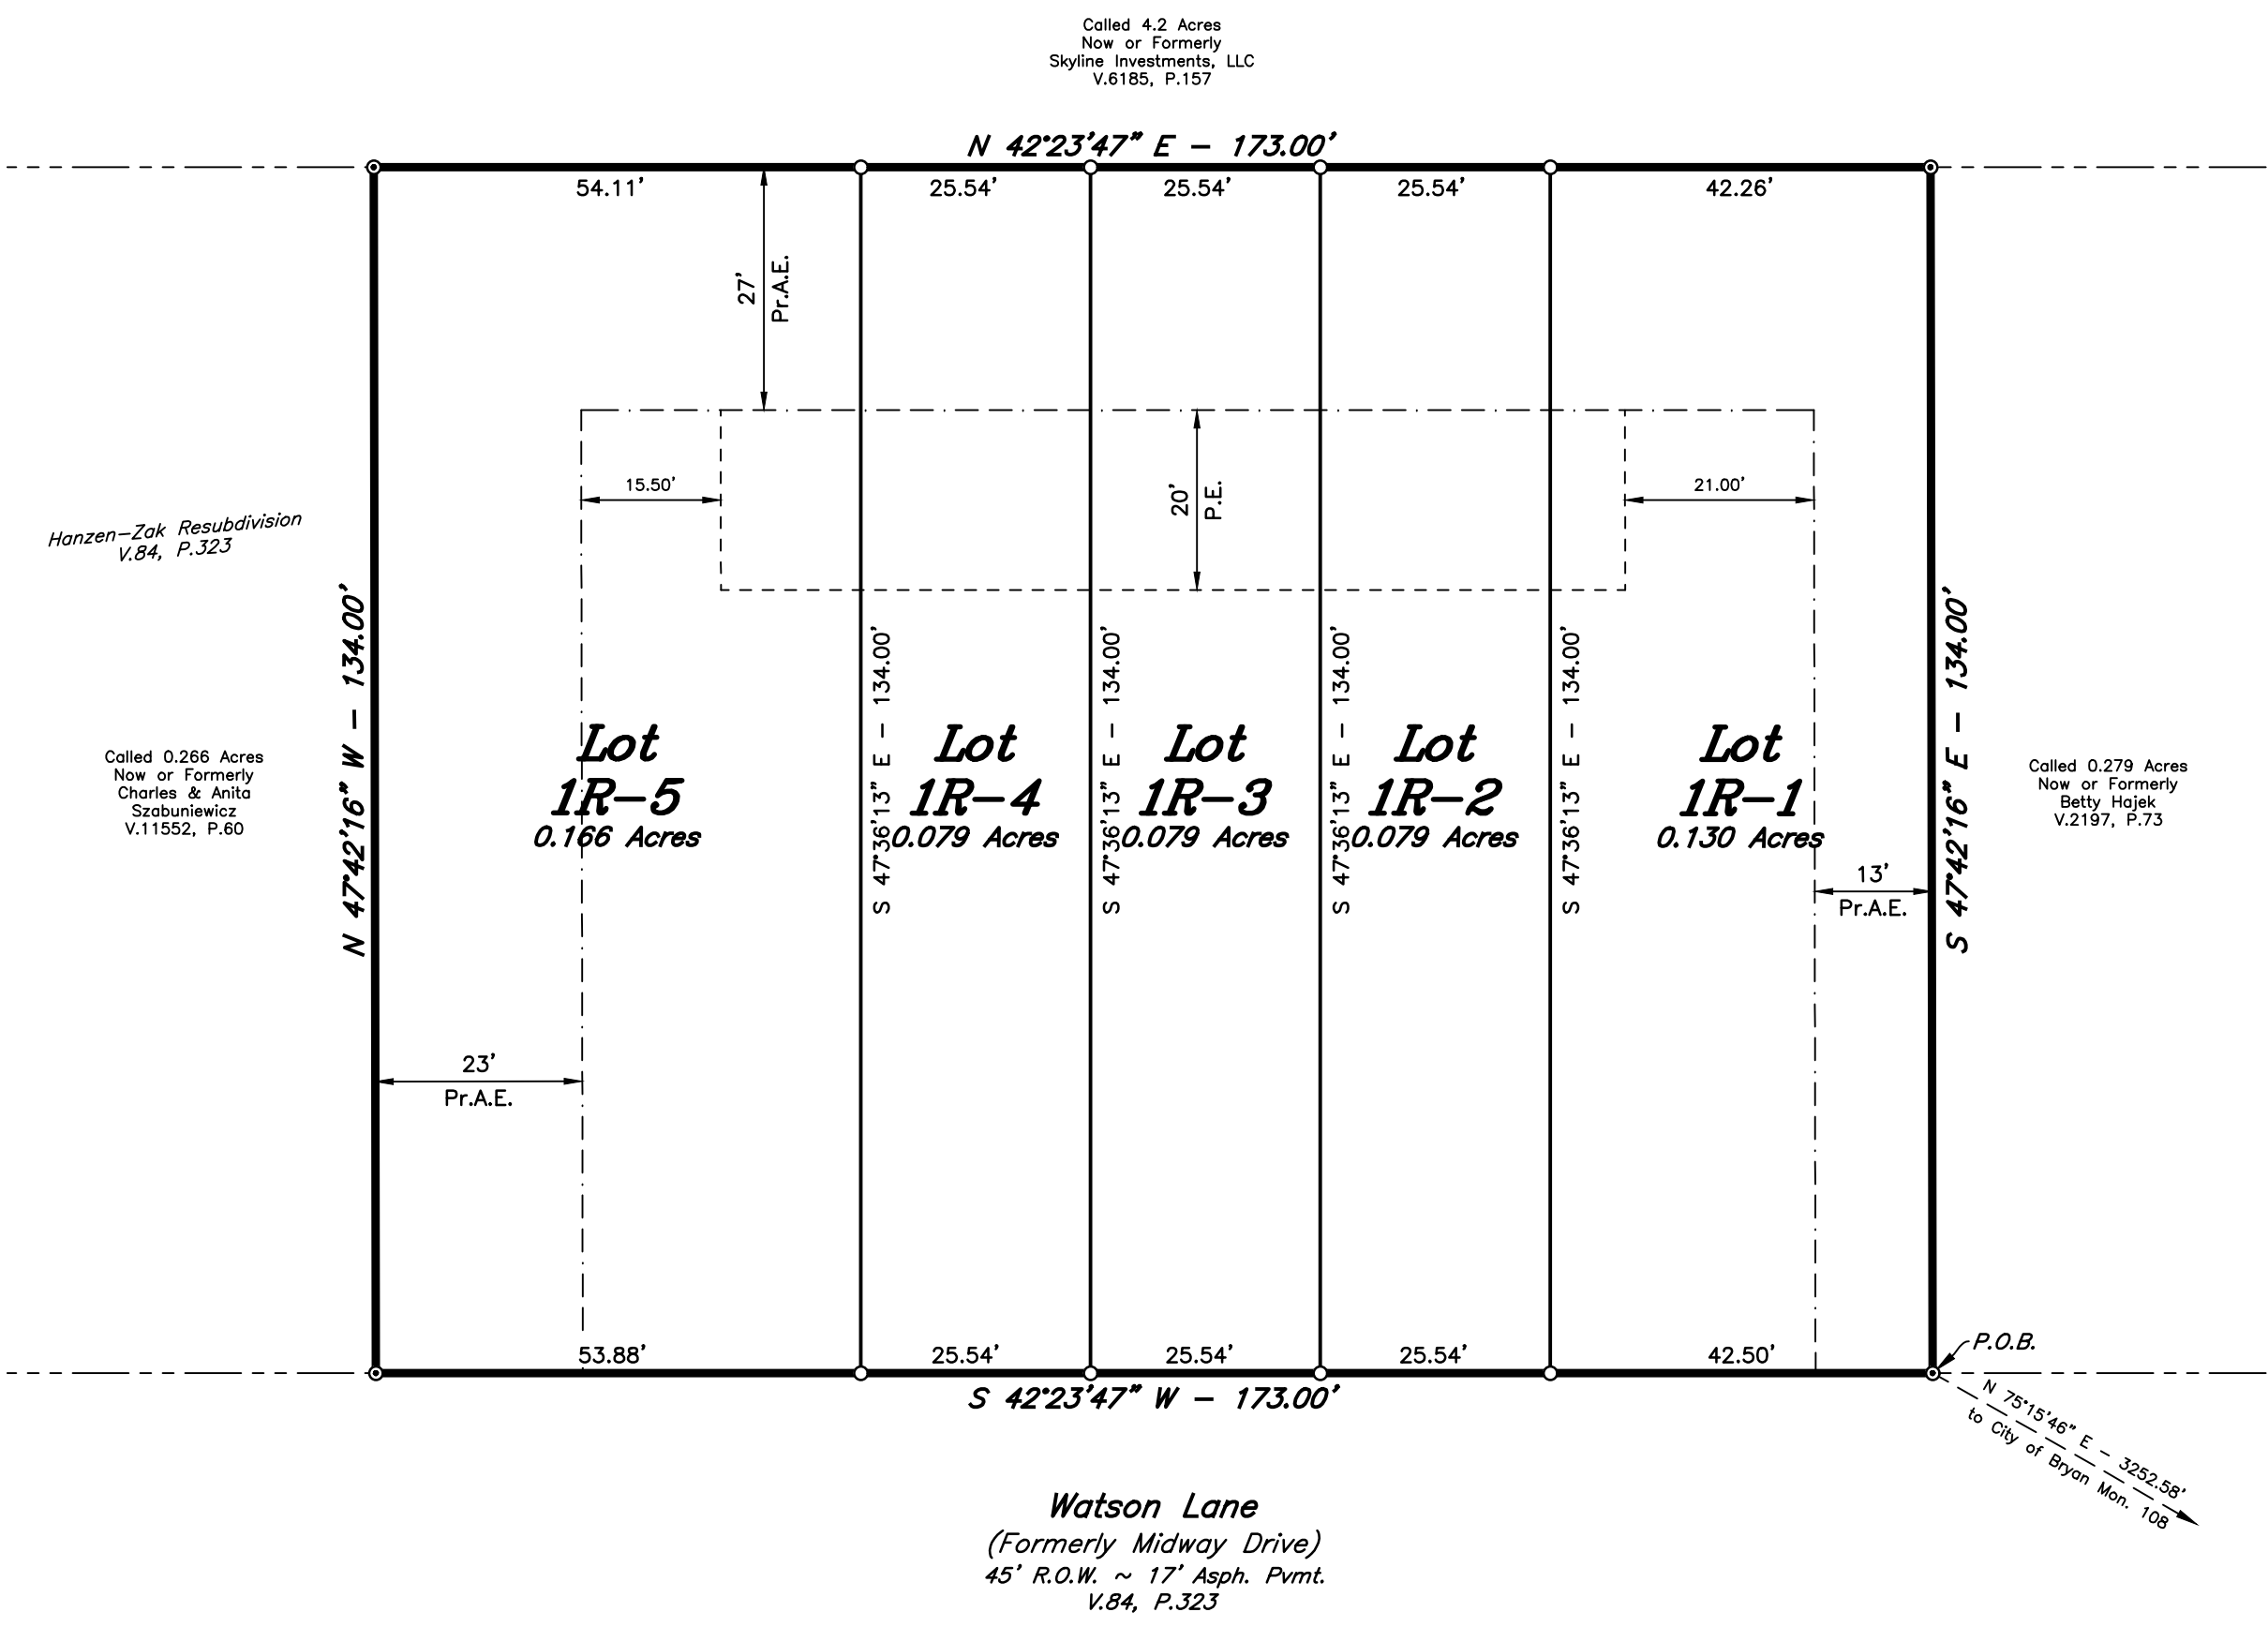 Called 4.2 Acres
Now or Formerly
Skyline Investments, LLC
V.6185, P.157
N 42°23'47" E - 173.00'
54.11'
25.54'
25.54'
25.54'
42.26'
27'
Pr.A.E.
15.50'
20'
P.E.
21.00'
Hanzen-Zak Resubdivision
V.84, P.323
N 47°42'16" W - 134.00'
S 47°36'13" E - 134.00'
S 47°36'13" E - 134.00'
S 47°36'13" E - 134.00'
S 47°36'13" E - 134.00'
S 47°42'16" E - 134.00'
Lot
1R-5
0.166 Acres
Lot
1R-4
0.079 Acres
Lot
1R-3
0.079 Acres
Lot
1R-2
0.079 Acres
Lot
1R-1
0.130 Acres
Called 0.266 Acres
Now or Formerly
Charles & Anita
Szabuniewicz
V.11552, P.60
Called 0.279 Acres
Now or Formerly
Betty Hajek
V.2197, P.73
13'
Pr.A.E.
23'
Pr.A.E.
53.88'
25.54'
25.54'
25.54'
42.50'
P.O.B.
S 42°23'47" W - 173.00'
N 75°15'46" E - 3252.58'
to City of Bryan Mon. 108
Watson Lane
(Formerly Midway Drive)
45' R.O.W. ~ 17' Asph. Pvmt.
V.84, P.323